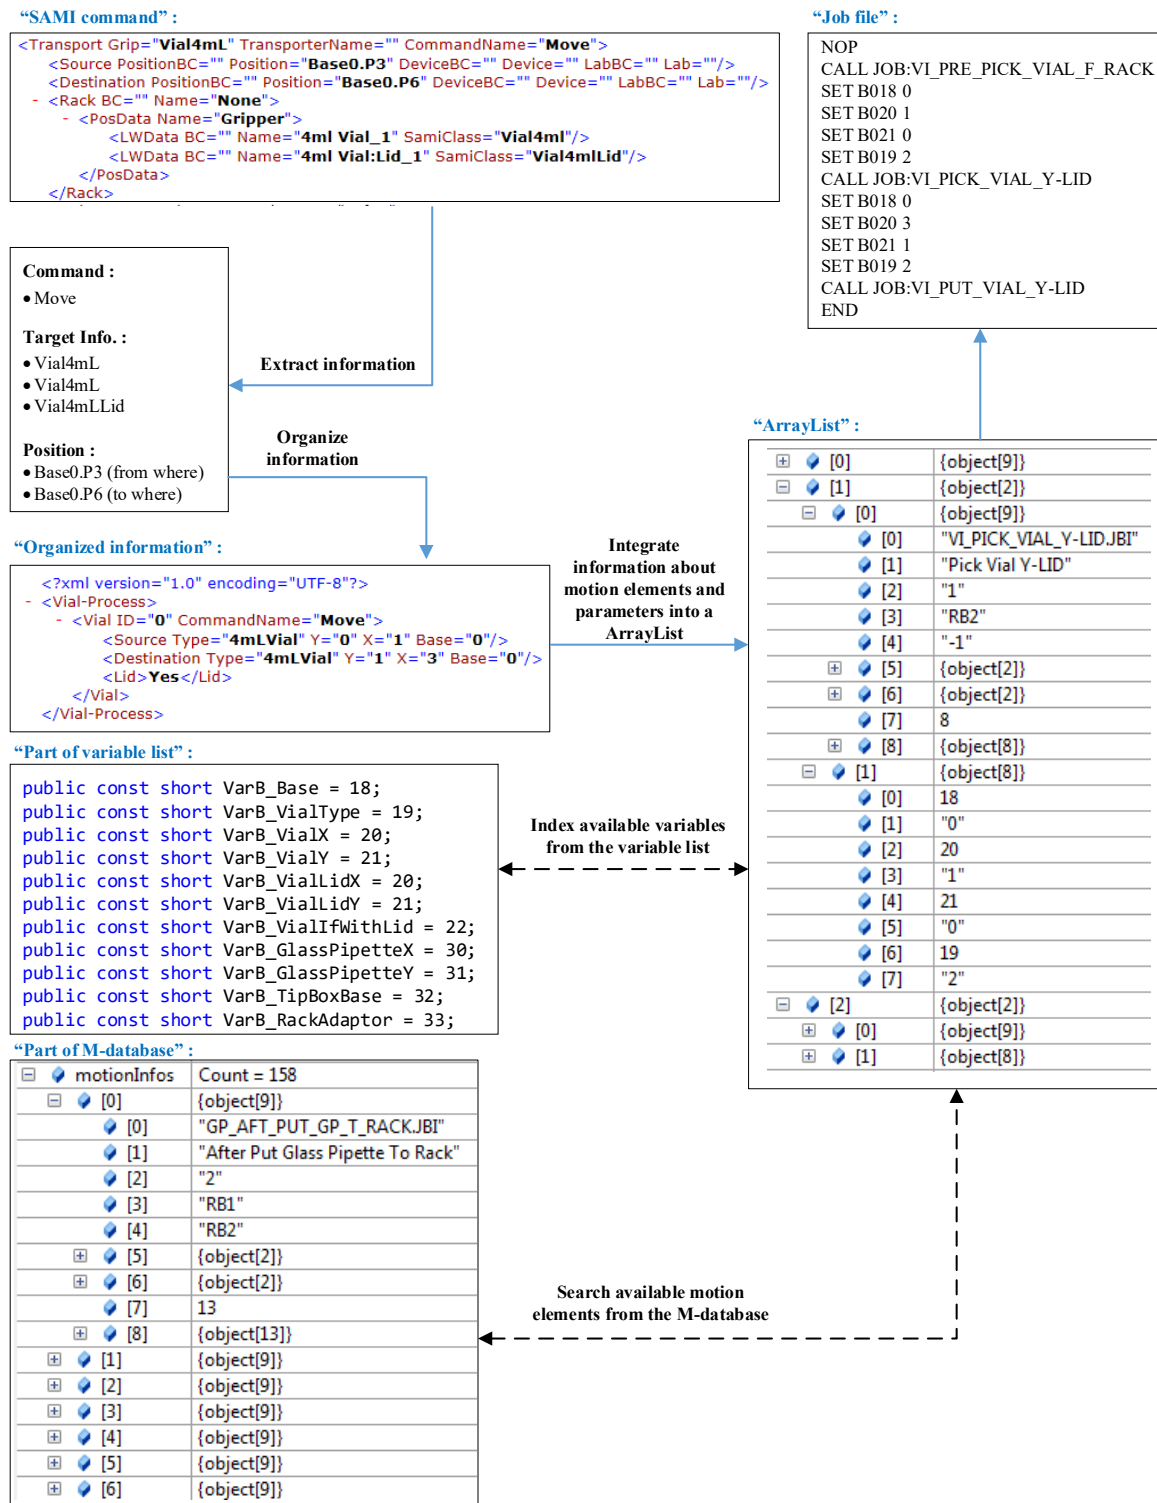 “SAMI command” :
<Transport Grip="Vial4mL" TransporterName="" CommandName="Move">
<Source PositionBC="" Position="Base0.P3" DeviceBC="" Device="" LabBC="" Lab=""/>
<Destination PositionBC="" Position="Base0.P6" DeviceBC="" Device="" LabBC="" Lab=""/>
- <Rack BC="" Name="None">
- <PosData Name="Gripper">
<LWData BC="" Name="4ml Vial_1" SamiClass="Vial4ml"/>
<LWData BC="" Name="4ml Vial:Lid_1" SamiClass="Vial4mlLid"/>
</PosData>
</Rack>
“Job file” :
NOP
CALL JOB:VI_PRE_PICK_VIAL_F_RACK
SET B018 0
SET B020 1
SET B021 0
SET B019 2
CALL JOB:VI_PICK_VIAL_Y-LID
SET B018 0
SET B020 3
SET B021 1
SET B019 2
CALL JOB:VI_PUT_VIAL_Y-LID
END
Command :
• Move
Target Info. :
• Vial4mL
• Vial4mL
• Vial4mLLid
Position :
• Base0.P3 (from where)
• Base0.P6 (to where)
Extract information
Organize
information
“Organized information” :
<?xml version="1.0" encoding="UTF-8"?>
- <Vial-Process>
- <Vial ID="0" CommandName="Move">
<Source Type="4mLVial" Y="0" X="1" Base="0"/>
<Destination Type="4mLVial" Y="1" X="3" Base="0"/>
<Lid>Yes</Lid>
</Vial>
</Vial-Process>
Integrate
information about
motion elements and
parameters into a
ArrayList
“ArrayList” :
[0] {object[9]}
[1] {object[2]}
[0] {object[9]}
[0] "VI_PICK_VIAL_Y-LID.JBI"
[1] "Pick Vial Y-LID"
[2] "1"
[3] "RB2"
[4] "-1"
[5] {object[2]}
[6] {object[2]}
[7] 8
[8] {object[8]}
[1] {object[8]}
[0] 18
[1] "0"
[2] 20
[3] "1"
[4] 21
[5] "0"
[6] 19
[7] "2"
[2] {object[2]}
[0] {object[9]}
[1] {object[8]}
“Part of variable list” :
public const short VarB_Base = 18;
public const short VarB_VialType = 19;
public const short VarB_VialX = 20;
public const short VarB_VialY = 21;
public const short VarB_VialLidX = 20;
public const short VarB_VialLidY = 21;
public const short VarB_VialIfWithLid = 22;
public const short VarB_GlassPipetteX = 30;
public const short VarB_GlassPipetteY = 31;
public const short VarB_TipBoxBase = 32;
public const short VarB_RackAdaptor = 33;
Index available variables
from the variable list
“Part of M-database” :
motionInfos Count = 158
[0] {object[9]}
[0] "GP_AFT_PUT_GP_T_RACK.JBI"
[1] "After Put Glass Pipette To Rack"
[2] "2"
[3] "RB1"
[4] "RB2"
[5] {object[2]}
[6] {object[2]}
[7] 13
[8] {object[13]}
[1] {object[9]}
[2] {object[9]}
[3] {object[9]}
[4] {object[9]}
[5] {object[9]}
[6] {object[9]}
Search available motion
elements from the M-database